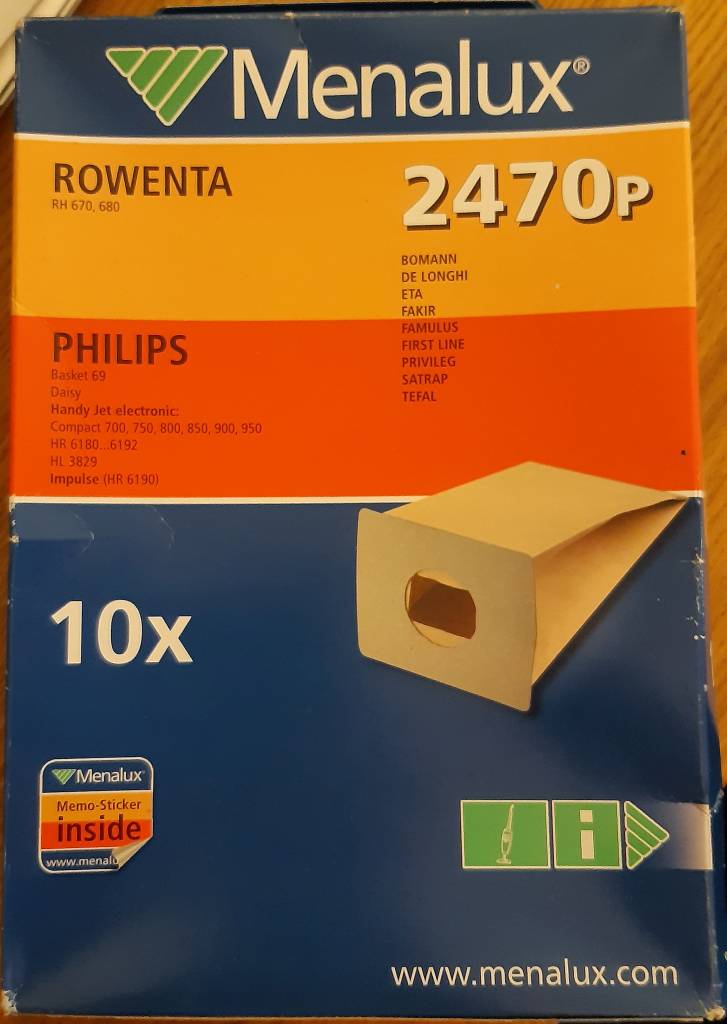 Menalux®
ROWENTA
RH 670, 680
2470P
BOMANN
DE LONGHI
ETA
FAKIR
FAMULUS
FIRST LINE
PRIVILEG
SATRAP
TEFAL
PHILIPS
Basket 69
Daisy
Handy Jet electronic:
Compact 700, 750, 800, 850, 900, 950
HR 6180...6192
HL 3829
Impulse (HR 6190)
10x
Menalux®
Memo-Sticker
inside
www.menalu
i
www.menalux.com